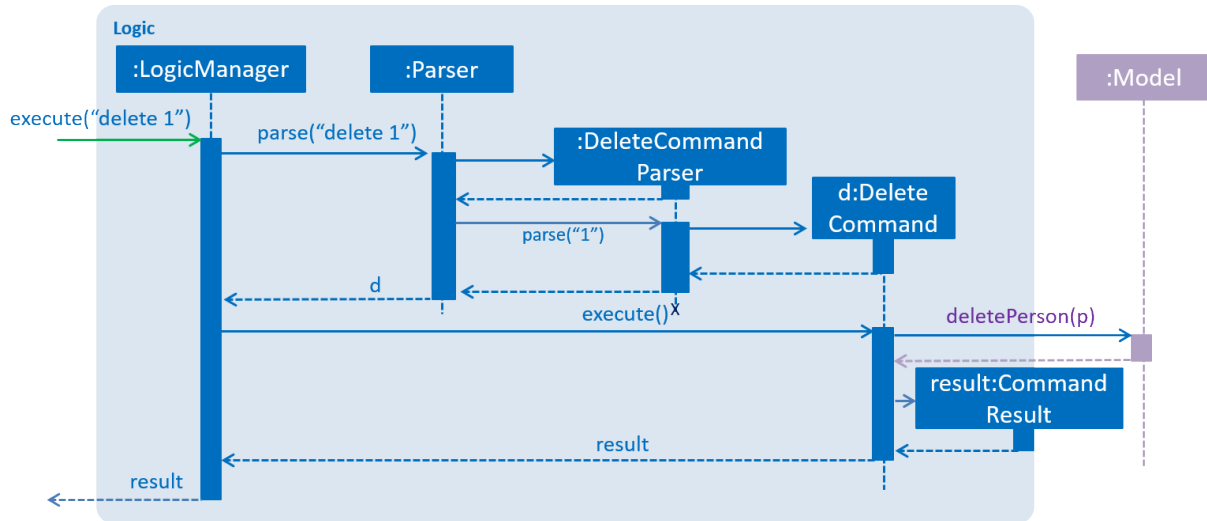 Logic
:LogicManager
:Parser
:Model
execute(“delete 1”)
parse(“delete 1”)
:DeleteCommand
Parser
d:Delete
Command
parse(“1”)
d
execute()
X
deletePerson(p)
result:Command
Result
result
result